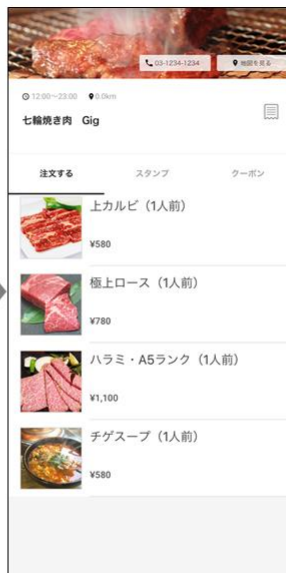 03-1234-1234 地図を見る
12:00〜23:00 0.0km
七輪焼き肉 Gig
注文する スタンプ クーポン
上カルビ（1人前）
¥580
極上ロース（1人前）
¥780
ハラミ・A5ランク（1人前）
¥1,100
チゲスープ（1人前）
¥580